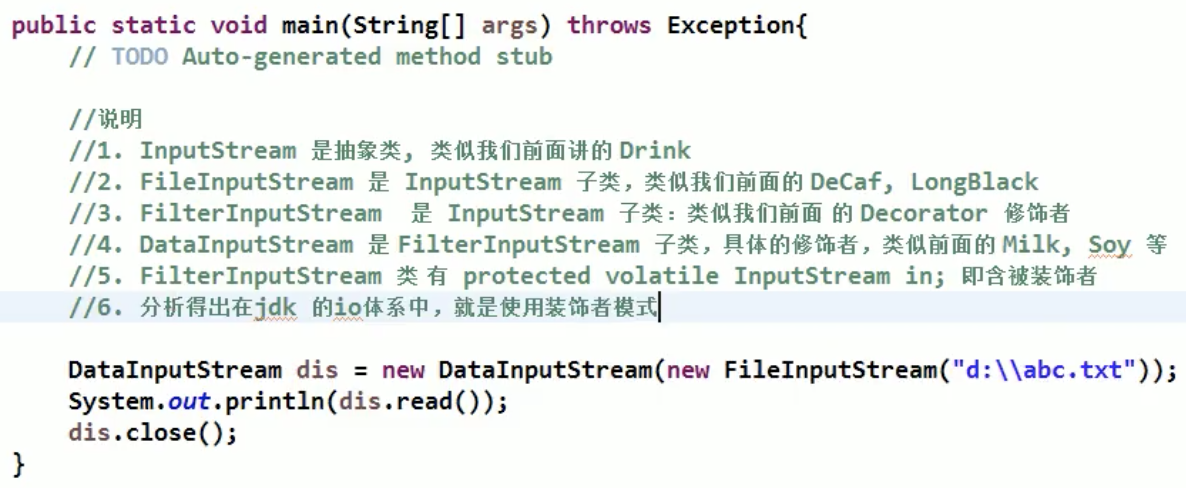 public static void main(String[] args) throws Exception{
// TODO Auto-generated method stub
//说明
//1. InputStream 是抽象类, 类似我们前面讲的 Drink
//2. FileInputStream 是 InputStream 子类，类似我们前面的 DeCaf, LongBlack
//3. FilterInputStream 是 InputStream 子类：类似我们前面 的 Decorator 修饰者
//4. DataInputStream 是 FilterInputStream 子类，具体的修饰者，类似前面的 Milk, Soy 等
//5. FilterInputStream 类 有 protected volatile InputStream in; 即含被装饰者
//6. 分析得出在jdk 的io体系中，就是使用装饰者模式
DataInputStream dis = new DataInputStream(new FileInputStream("d:\\abc.txt"));
System.out.println(dis.read());
dis.close();
}